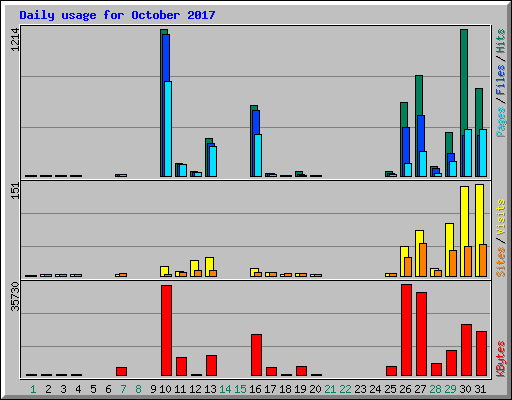 Daily usage for October 2017
1214
Pages / Files / Hits
151
Sites / Visits
35730
KBytes
1 2 3 4 5 6 7 8 9 10 11 12 13 14 15 16 17 18 19 20 21 22 23 24 25 26 27 28 29 30 31